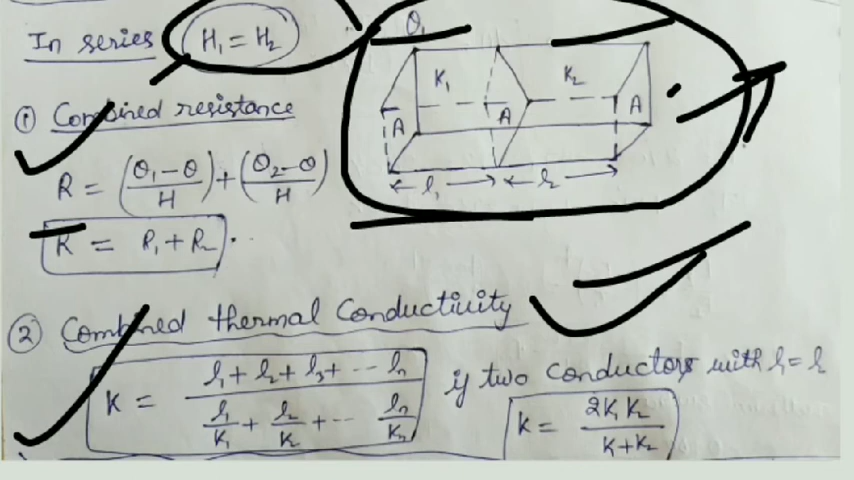 In series H₁ = H₂
θ₁
K₁ K₂
A A A
l₁ l₂
① Combined resistance
R = (θ₁ - θ / H) + (θ₂ - θ / H)
R = R₁ + R₂.
② Combined thermal Conductivity
K = l₁ + l₂ + l₃ + --- lₙ / l₁/K₁ + l₂/K₂ + --- lₙ/Kₙ
if two conductors with l₁ = l₂
K = 2K₁K₂ / K₁+K₂